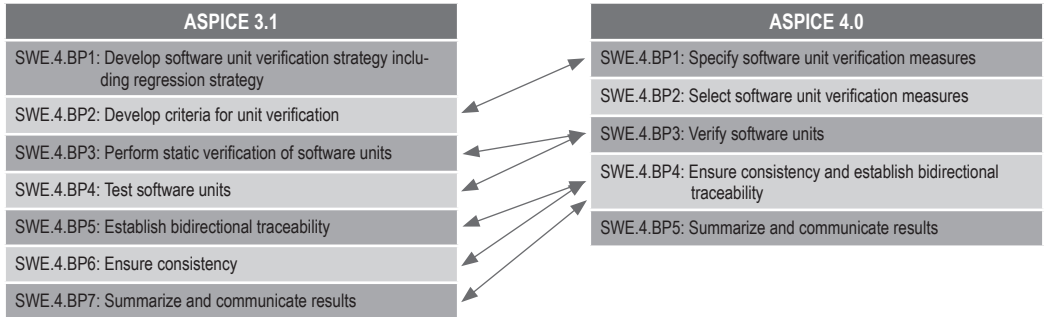 ASPICE 3.1
SWE.4.BP1: Develop software unit verification strategy inclu-
ding regression strategy
SWE.4.BP2: Develop criteria for unit verification
SWE.4.BP3: Perform static verification of software units
SWE.4.BP4: Test software units
SWE.4.BP5: Establish bidirectional traceability
SWE.4.BP6: Ensure consistency
SWE.4.BP7: Summarize and communicate results
ASPICE 4.0
SWE.4.BP1: Specify software unit verification measures
SWE.4.BP2: Select software unit verification measures
SWE.4.BP3: Verify software units
SWE.4.BP4: Ensure consistency and establish bidirectional
traceability
SWE.4.BP5: Summarize and communicate results